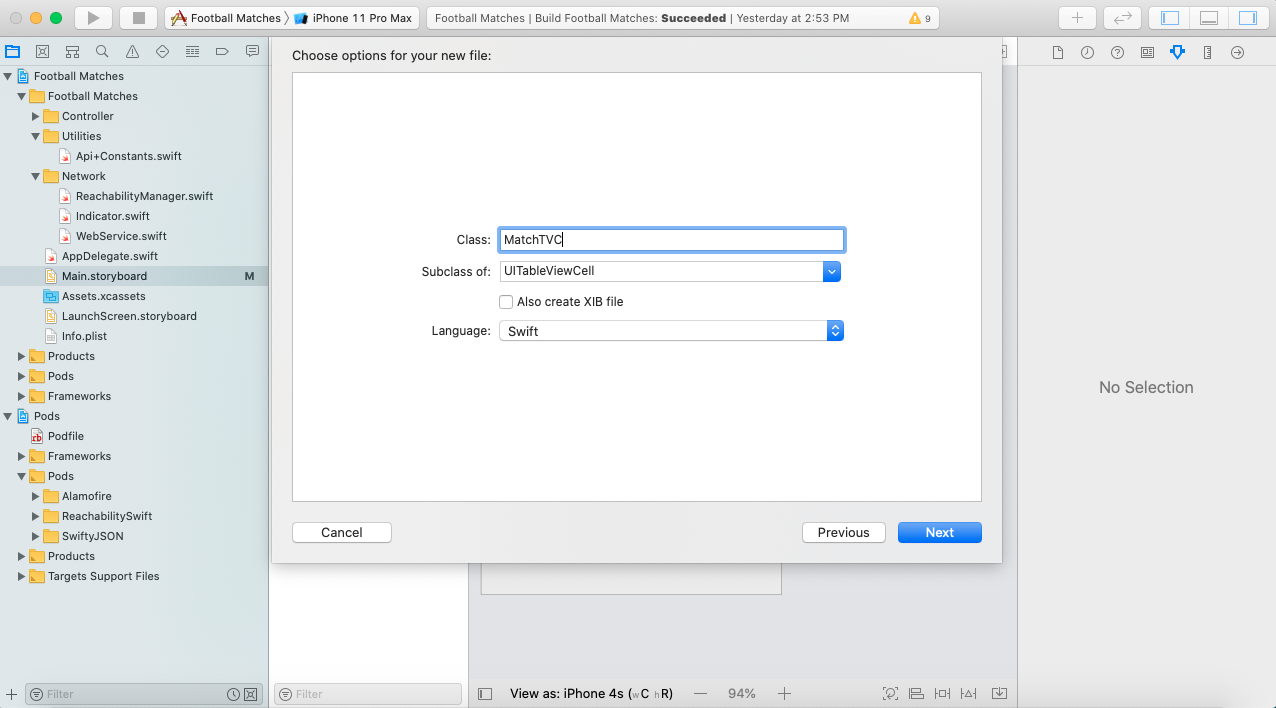 Football Matches
iPhone 11 Pro Max
Football Matches | Build Football Matches: Succeeded | Yesterday at 2:53 PM
9
Football Matches
Football Matches
Controller
Utilities
Api+Constants.swift
Network
ReachabilityManager.swift
Indicator.swift
WebService.swift
AppDelegate.swift
Main.storyboard M
Assets.xcassets
LaunchScreen.storyboard
Info.plist
Products
Pods
Frameworks
Pods
rb Podfile
Frameworks
Pods
Alamofire
ReachabilitySwift
SwiftyJSON
Products
Targets Support Files
Filter
Choose options for your new file:
Class: MatchTVC
Subclass of: UITableViewCell
Also create XIB file
Language: Swift
Cancel
Previous
Next
Filter
View as: iPhone 4s (wC hR)
94%
No Selection